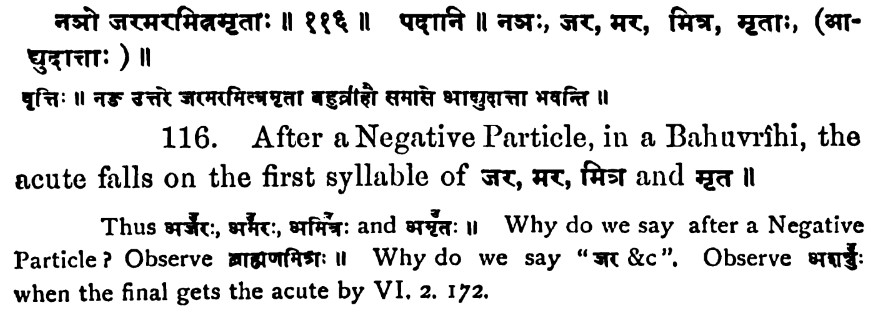 नञो जरमरमित्रमृताः ॥ ११६ ॥ पदानि ॥ नञः, जर, मर, मित्र, मृताः, (आ-
द्युदात्ताः) ॥
वृत्तिः ॥ नञ उत्तरे जरमरमित्रमृता बहुव्रीहौ समासे आद्युदात्ता भवन्ति ॥
116. After a Negative Particle, in a Bahuvrîhi, the
acute falls on the first syllable of जर, मर, मित्र and मृत ॥
Thus अज॑रः, अम॑रः, अमि॑त्रः and अमृ॑तः ॥ Why do we say after a Negative
Particle? Observe ब्राह्मणमित्रः ॥ Why do we say "जर &c". Observe अशत्रुः॑
when the final gets the acute by VI. 2. 172.